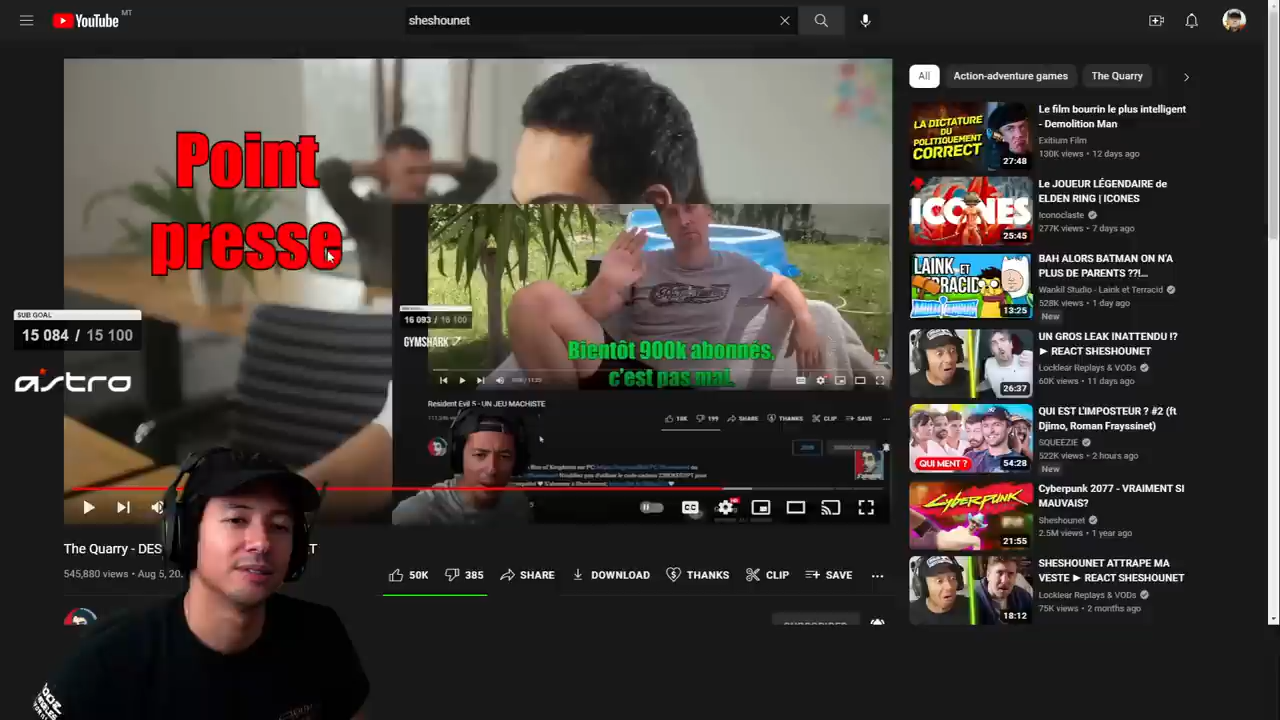 YouTube MT
sheshounet
Point
presse
SUB GOAL
15 084 / 15 100
astro
16 093 / 16 100
GYMSHARK
Bientôt 900k abonnés,
c'est pas mal.
Resident Evil 5 - UN JEU MACHISTE
18K
199
SHARE
THANKS
CLIP
SAVE
JOIN
CC
The Quarry - DES
545,880 views • Aug 5, 20
50K
385
SHARE
DOWNLOAD
THANKS
CLIP
SAVE
All
Action-adventure games
The Quarry
LA DICTATURE
DU
POLITIQUEMENT
CORRECT
27:48
Le film bourrin le plus intelligent
- Demolition Man
Exitium Film
130K views • 12 days ago
ICONES
25:45
Le JOUEUR LÉGENDAIRE de
ELDEN RING | ICONES
Iconoclaste
277K views • 7 days ago
LAINK ET
TERRACID
MULTIVERSUS
13:25
BAH ALORS BATMAN ON N'A
PLUS DE PARENTS ??!...
Wankil Studio - Laink et Terracid
528K views • 1 day ago
New
26:37
UN GROS LEAK INATTENDU !?
► REACT SHESHOUNET
Locklear Replays & VODs
60K views • 11 days ago
QUI MENT ?
54:28
QUI EST L'IMPOSTEUR ? #2 (ft
Djimo, Roman Frayssinet)
SQUEEZIE
522K views • 2 hours ago
New
CYBERPUNK
21:55
Cyberpunk 2077 - VRAIMENT SI
MAUVAIS?
Sheshounet
2.5M views • 1 year ago
18:12
SHESHOUNET ATTRAPE MA
VESTE ► REACT SHESHOUNET
Locklear Replays & VODs
75K views • 2 months ago